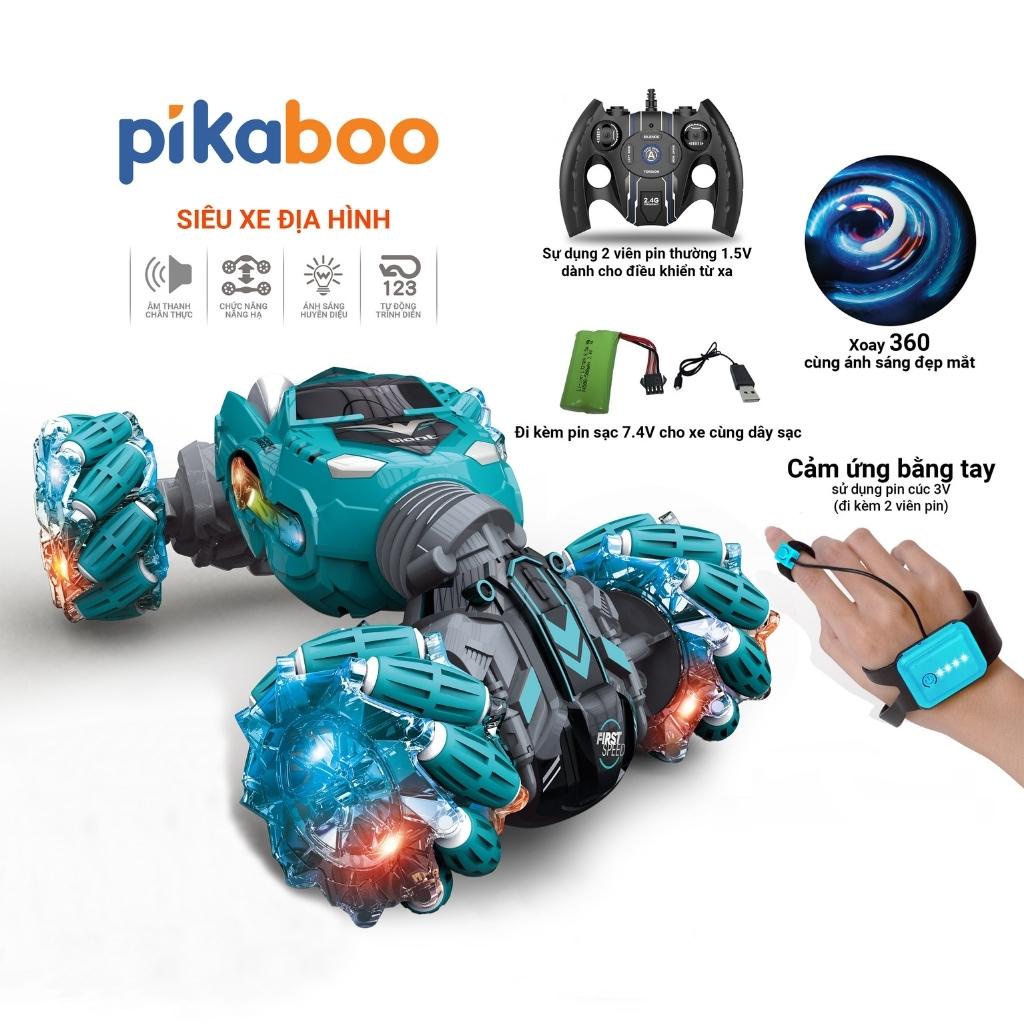 pikaboo
SIÊU XE ĐỊA HÌNH
ÂM THANH
CHÂN THỰC
CHỨC NĂNG
NÂNG HẠ
ÁNH SÁNG
HUYỀN DIỆU
123
TỰ ĐỘNG
TRÌNH DIỄN
A
2.4G
Sự dụng 2 viên pin thường 1.5V
dành cho điều khiển từ xa
Xoay 360
cùng ánh sáng đẹp mắt
Đi kèm pin sạc 7.4V cho xe cùng dây sạc
Cảm ứng bằng tay
sử dụng pin cúc 3V
(đi kèm 2 viên pin)
Giant
FIRST
SPEED